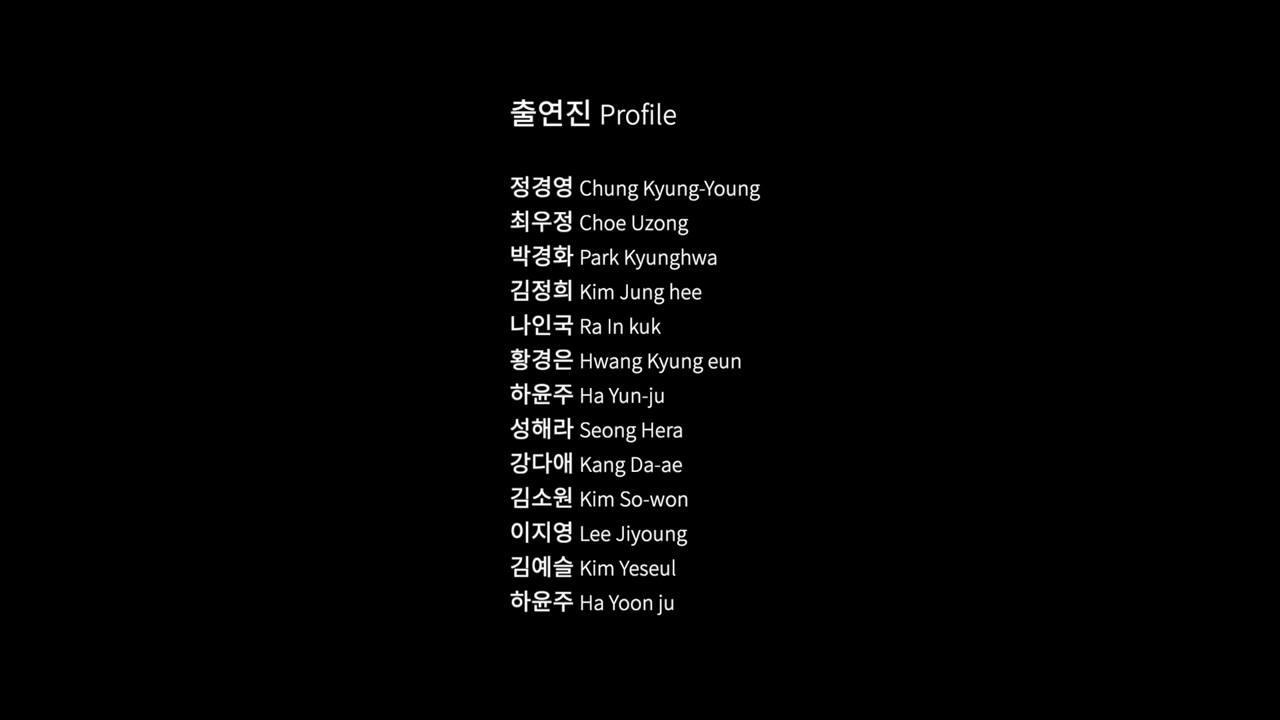 출연진 Profile
정경영 Chung Kyung-Young
최우정 Choe Uzong
박경화 Park Kyunghwa
김정희 Kim Jung hee
나인국 Ra In kuk
황경은 Hwang Kyung eun
하윤주 Ha Yun-ju
성해라 Seong Hera
강다애 Kang Da-ae
김소원 Kim So-won
이지영 Lee Jiyoung
김예슬 Kim Yeseul
하윤주 Ha Yoon ju